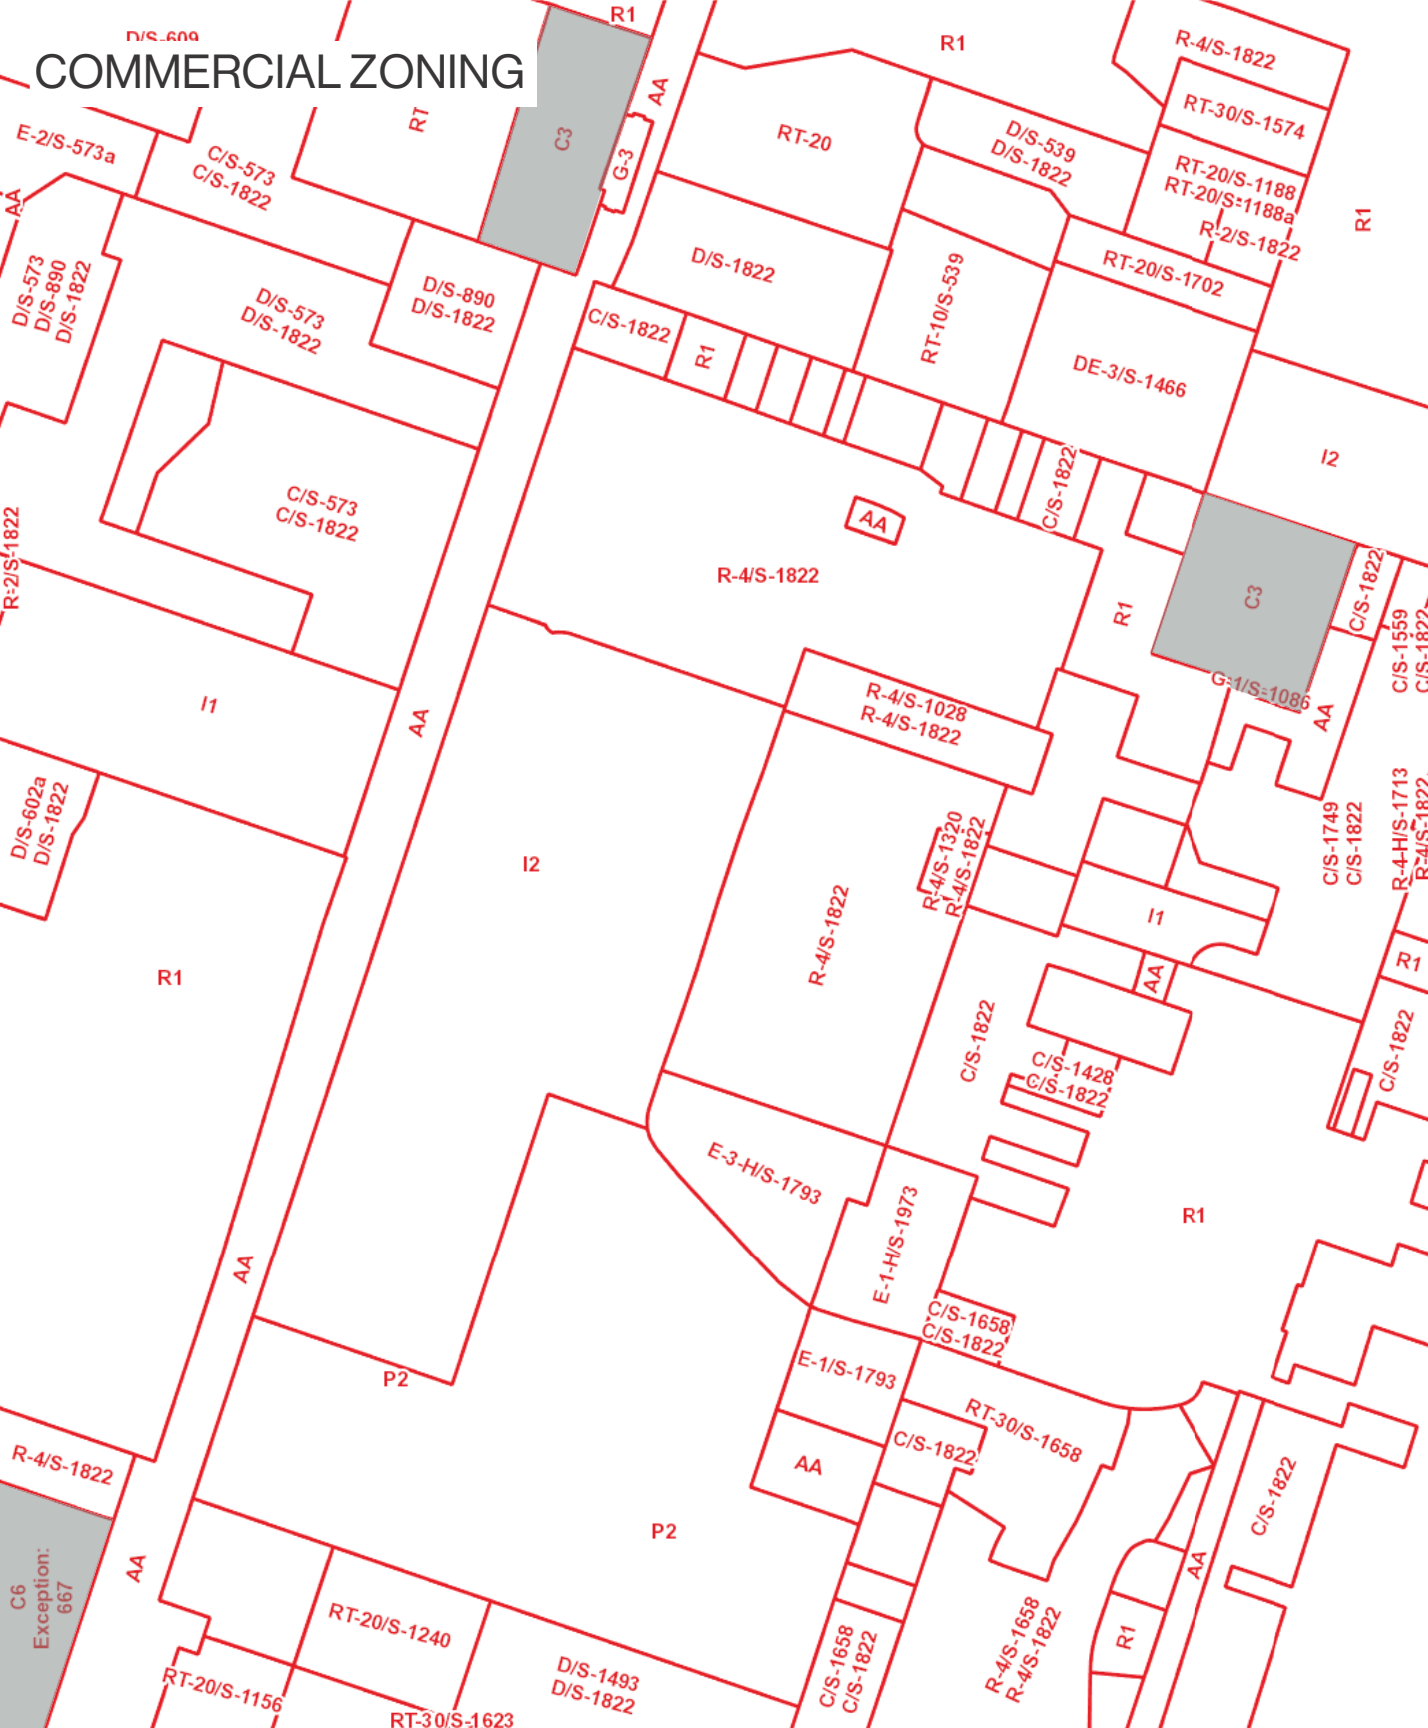 R1
D/S-609
COMMERCIAL ZONING
R1
R-4/S-1822
AA
RT-30/S-1574
RT
C3
RT-20
D/S-539
D/S-1822
E-2/S-573a
C/S-573
C/S-1822
G-3
RT-20/S-1188
RT-20/S-1188a
R-2/S-1822
R1
AA
D/S-573
D/S-890
D/S-1822
D/S-1822
RT-20/S-1702
D/S-890
D/S-1822
D/S-573
D/S-1822
C/S-1822
R1
RT-10/S-539
DE-3/S-1466
I2
C/S-573
C/S-1822
C/S-1822
AA
R-2/S-1822
R-4/S-1822
R1
C3
C/S-1822
C/S-1559
C/S-1822
G-1/S-1086
I1
AA
R-4/S-1028
R-4/S-1822
AA
D/S-602a
D/S-1822
I2
R-4/S-1320
R-4/S-1822
C/S-1749
C/S-1822
R-4-H/S-1713
R-4/S-1822
R-4/S-1822
I1
R1
R1
AA
C/S-1822
C/S-1822
C/S-1428
C/S-1822
E-3-H/S-1793
E-1-H/S-1973
R1
AA
C/S-1658
C/S-1822
P2
E-1/S-1793
RT-30/S-1658
C/S-1822
R-4/S-1822
AA
C/S-1822
P2
AA
AA
C6
Exception:
667
RT-20/S-1240
R-4/S-1658
R-4/S-1822
R1
C/S-1658
C/S-1822
D/S-1493
D/S-1822
RT-20/S-1156
RT-30/S-1623